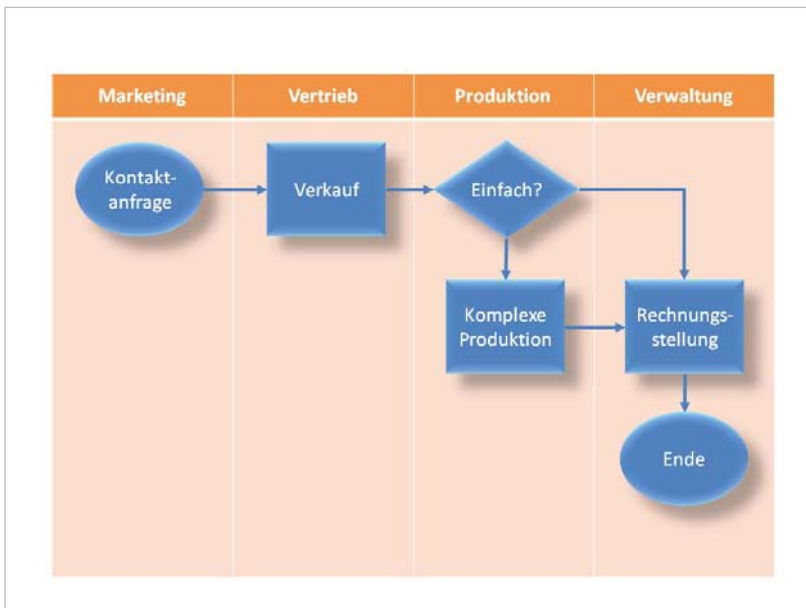 Marketing
Vertrieb
Produktion
Verwaltung
Kontakt-
anfrage
Verkauf
Einfach?
Komplexe
Produktion
Rechnungs-
stellung
Ende